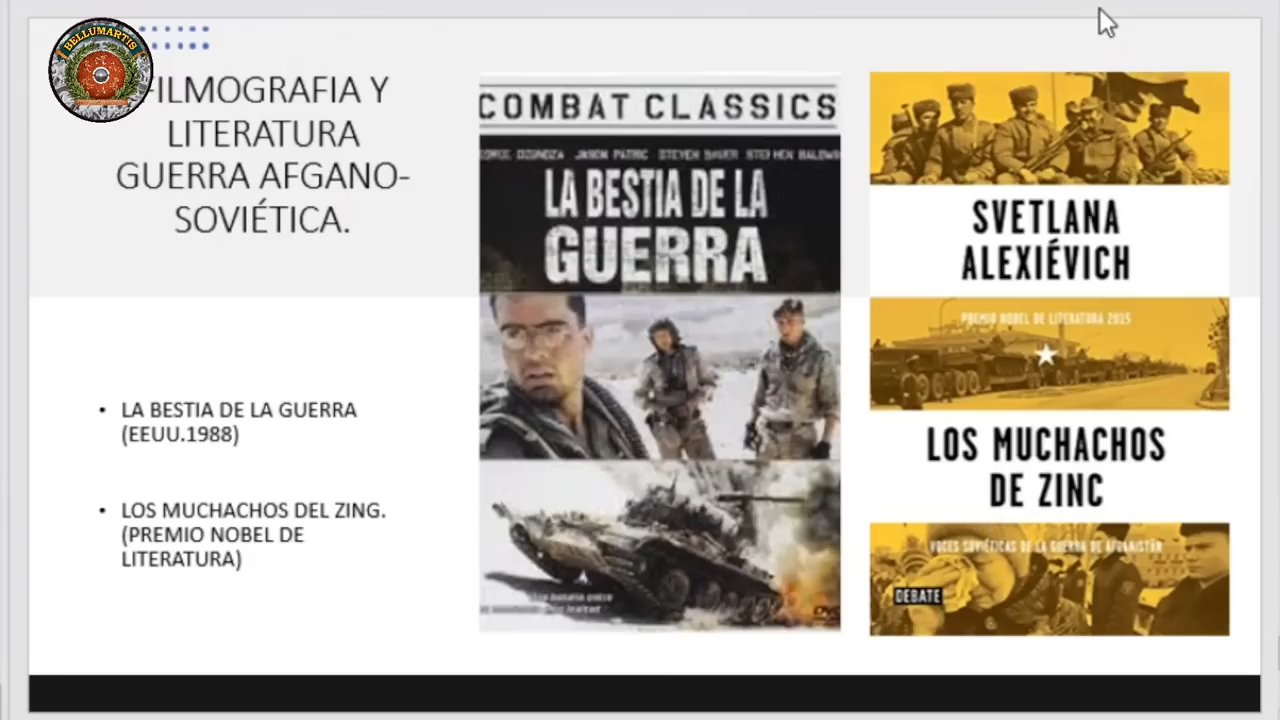 BELLUMARTIS
FILMOGRAFIA Y
LITERATURA
GUERRA AFGANO-
SOVIÉTICA.
• LA BESTIA DE LA GUERRA
(EEUU.1988)
• LOS MUCHACHOS DEL ZING.
(PREMIO NOBEL DE
LITERATURA)
COMBAT CLASSICS
JASON PATRIC STEVEN BAUER STEPHEN BALDWIN
LA BESTIA DE LA
GUERRA
SVETLANA
ALEXIÉVICH
PREMIO NOBEL DE LITERATURA 2015
LOS MUCHACHOS
DE ZINC
VOCES SOVIÉTICAS DE LA GUERRA DE AFGANISTÁN
DEBATE